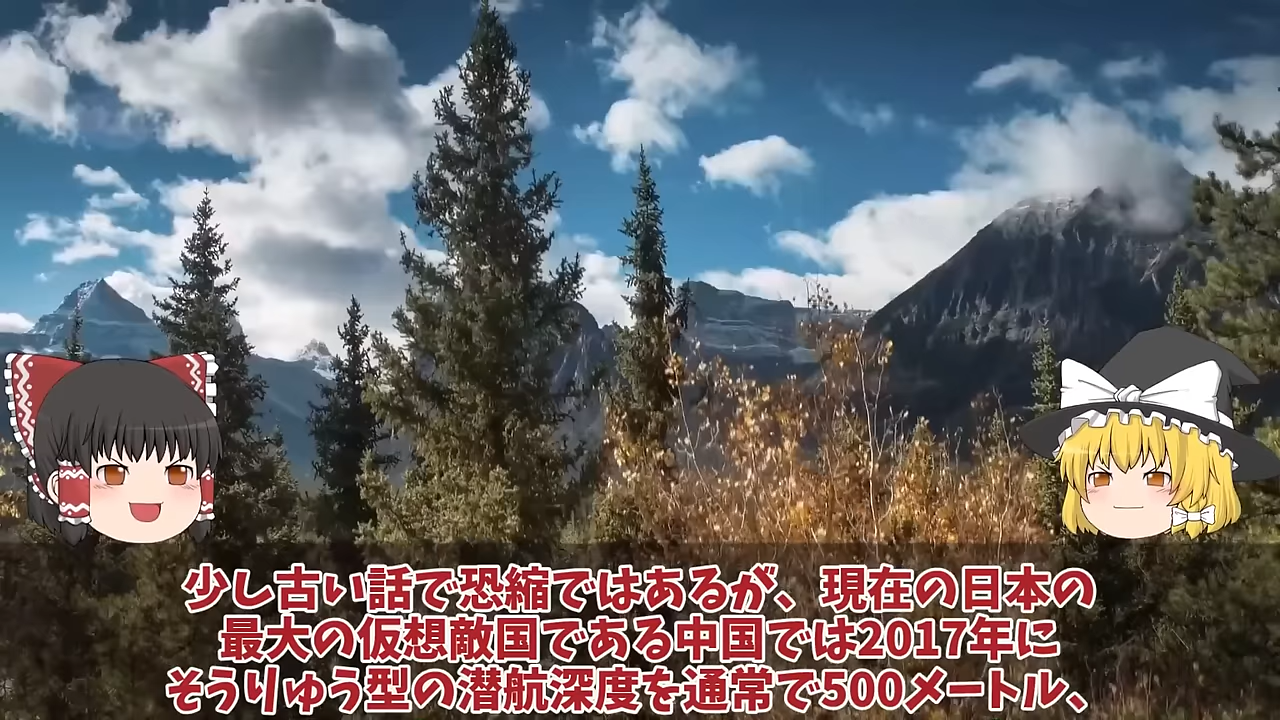 少し古い話で恐縮ではあるが、現在の日本の
最大の仮想敵国である中国では2017年に
そうりゅう型の潜航深度を通常で500メートル、